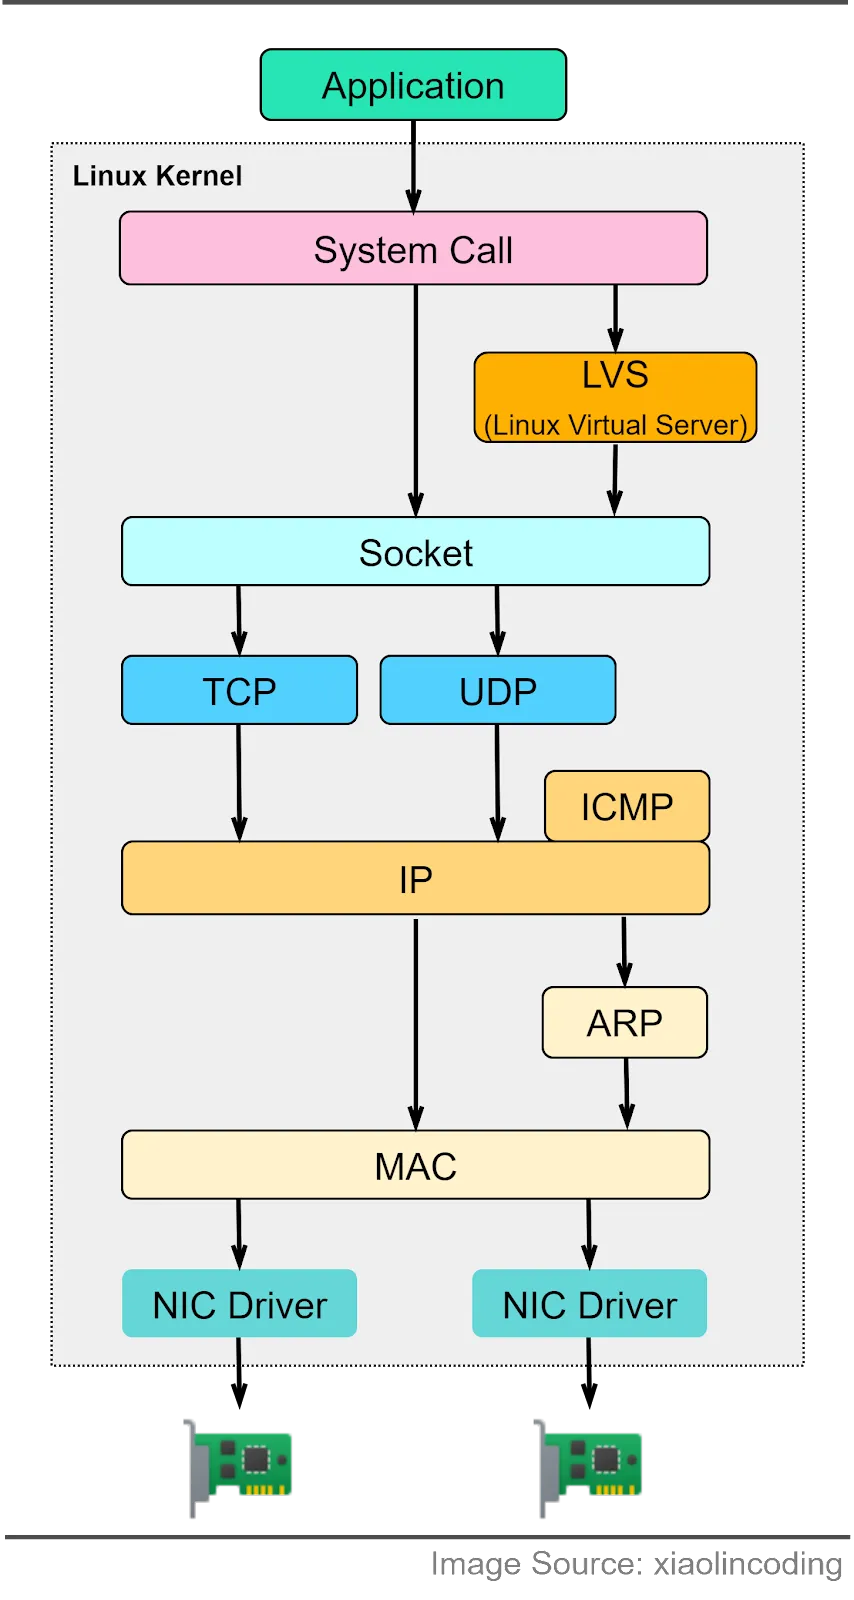 Application
Linux Kernel
System Call
LVS
(Linux Virtual Server)
Socket
TCP
UDP
ICMP
IP
ARP
MAC
NIC Driver
NIC Driver
Image Source: xiaolincoding